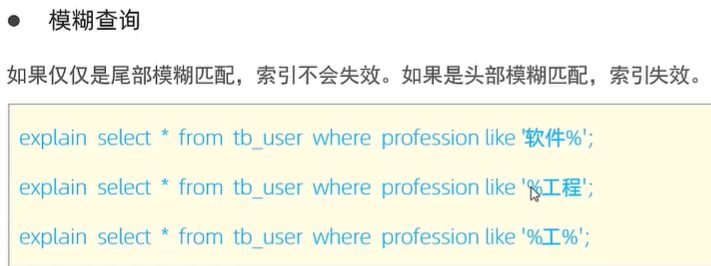 ● 模糊查询
如果仅仅是尾部模糊匹配，索引不会失效。如果是头部模糊匹配，索引失效。
explain select * from tb_user where profession like '软件%';
explain select * from tb_user where profession like '%工程';
explain select * from tb_user where profession like '%工%';